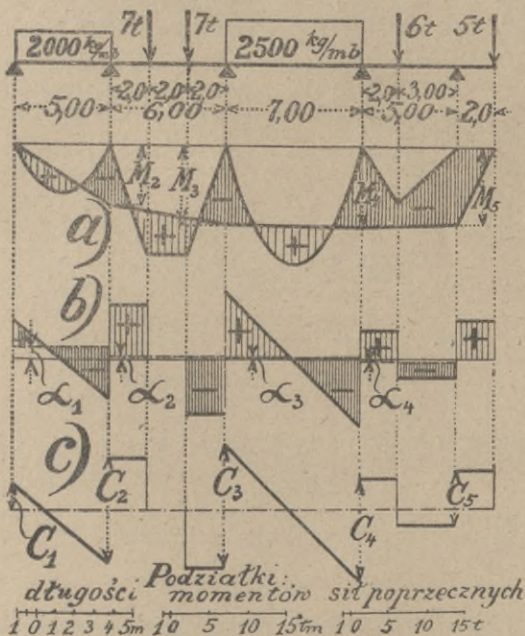 7t 7t 6t 5t
2000 kg/mb 2500 kg/mb
2,0 2,0 2,0 2,0 3,00
5,00 6,00 7,00 5,00 2,0
M2 M3 M5
a)
b)
α1 α2 α3 α4
c)
C1 C2 C3 C4 C5
Podziałki:
długości momentów sił poprzecznych
1 0 1 2 3 4 5m 1 0 5 10 15tm 1 0 5 10 15t